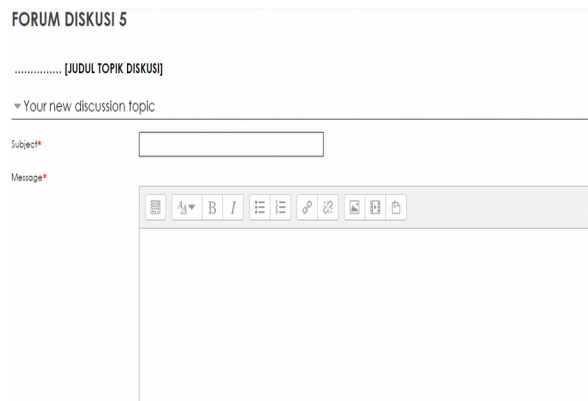 FORUM DISKUSI 5
............... [JUDUL TOPIK DISKUSI]
Your new discussion topic
Subject*
Message*
B I